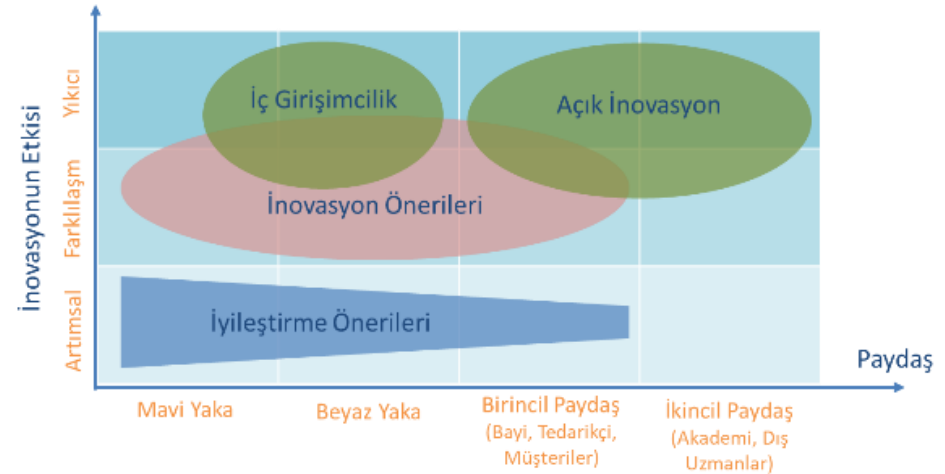 İnovasyonun Etkisi
Yıkıcı
Farklılaşm
Artımsal
İç Girişimcilik
Açık İnovasyon
İnovasyon Önerileri
İyileştirme Önerileri
Paydaş
Mavi Yaka
Beyaz Yaka
Birincil Paydaş
(Bayi, Tedarikçi,
Müşteriler)
İkincil Paydaş
(Akademi, Dış
Uzmanlar)